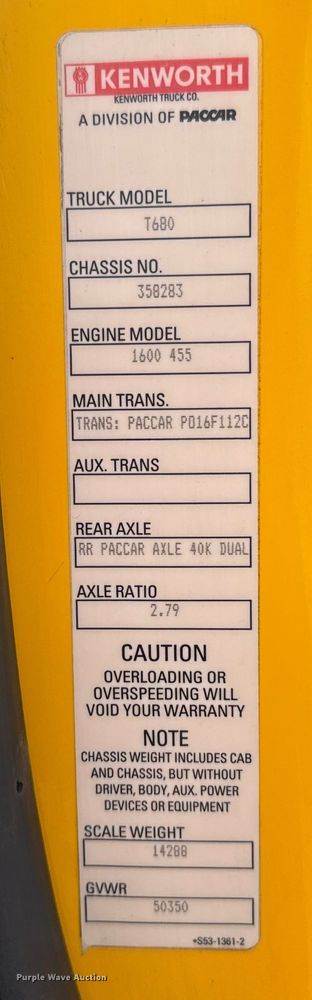 KENWORTH
KENWORTH TRUCK CO.
A DIVISION OF PACCAR
TRUCK MODEL
T680
CHASSIS NO.
358283
ENGINE MODEL
1600 455
MAIN TRANS.
TRANS: PACCAR PO16F112C
AUX. TRANS
REAR AXLE
RR PACCAR AXLE 40K DUAL
AXLE RATIO
2.79
CAUTION
OVERLOADING OR
OVERSPEEDING WILL
VOID YOUR WARRANTY
NOTE
CHASSIS WEIGHT INCLUDES CAB
AND CHASSIS, BUT WITHOUT
DRIVER, BODY, AUX. POWER
DEVICES OR EQUIPMENT
SCALE WEIGHT
14288
GVWR
50350
+S53-1361-2
Purple Wave Auction